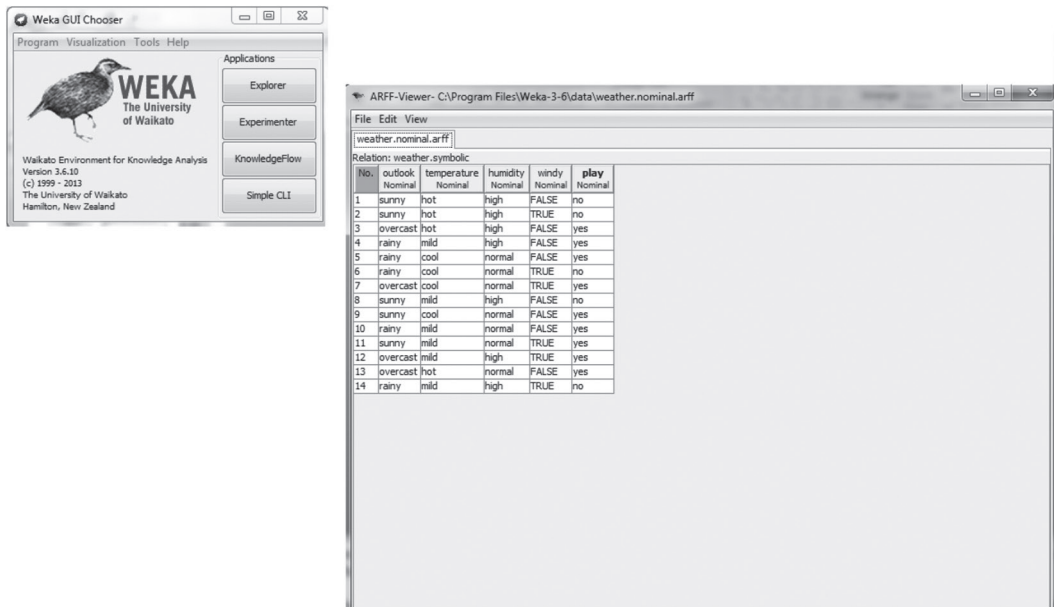 Weka GUI Chooser
Program Visualization Tools Help
WEKA
The University
of Waikato
Waikato Environment for Knowledge Analysis
Version 3.6.10
(c) 1999 - 2013
The University of Waikato
Hamilton, New Zealand
Applications
Explorer
Experimenter
KnowledgeFlow
Simple CLI
ARFF-Viewer- C:\Program Files\Weka-3-6\data\weather.nominal.arff
File Edit View
weather.nominal.arff
Relation: weather.symbolic
No. outlook temperature humidity windy play
Nominal Nominal Nominal Nominal Nominal
1 sunny hot high FALSE no
2 sunny hot high TRUE no
3 overcast hot high FALSE yes
4 rainy mild high FALSE yes
5 rainy cool normal FALSE yes
6 rainy cool normal TRUE no
7 overcast cool normal TRUE yes
8 sunny mild high FALSE no
9 sunny cool normal FALSE yes
10 rainy mild normal FALSE yes
11 sunny mild normal TRUE yes
12 overcast mild high TRUE yes
13 overcast hot normal FALSE yes
14 rainy mild high TRUE no